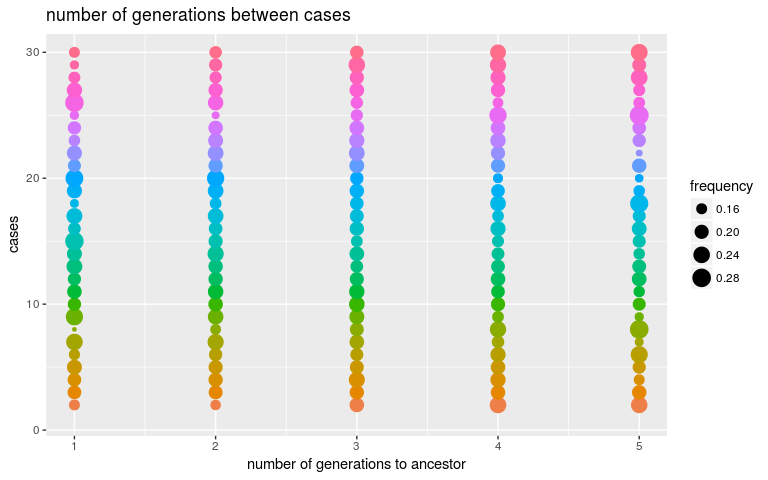 number of generations between cases
30
20
10
0
cases
1 2 3 4 5
number of generations to ancestor
frequency
0.16
0.20
0.24
0.28